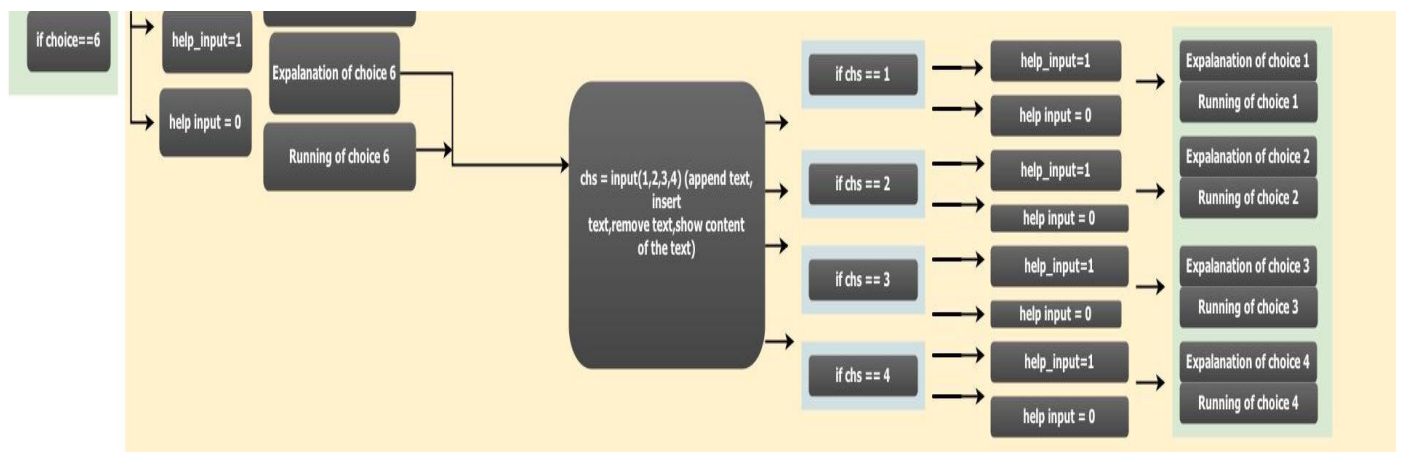 if choice==6
help_input=1
help input = 0
Expalanation of choice 6
Running of choice 6
chs = input(1,2,3,4) (append text,
insert
text,remove text,show content
of the text)
if chs == 1
help_input=1
help input = 0
Expalanation of choice 1
Running of choice 1
if chs == 2
help_input=1
help input = 0
Expalanation of choice 2
Running of choice 2
if chs == 3
help_input=1
help input = 0
Expalanation of choice 3
Running of choice 3
if chs == 4
help_input=1
help input = 0
Expalanation of choice 4
Running of choice 4